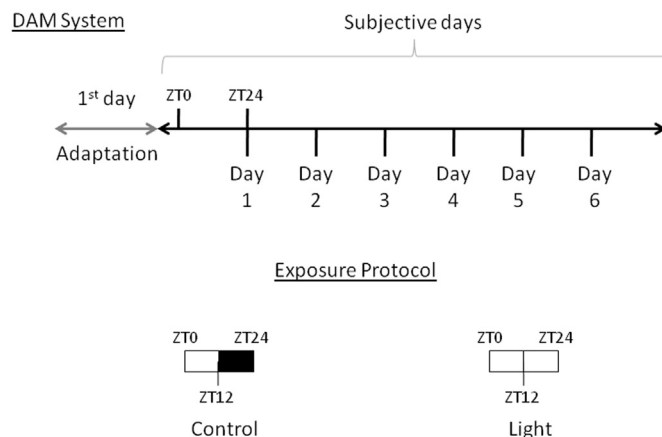 DAM System
Subjective days
1st day
ZT0 ZT24
Adaptation
Day Day Day Day Day Day
1 2 3 4 5 6
Exposure Protocol
ZT0 ZT24 ZT0 ZT24
ZT12 ZT12
Control Light